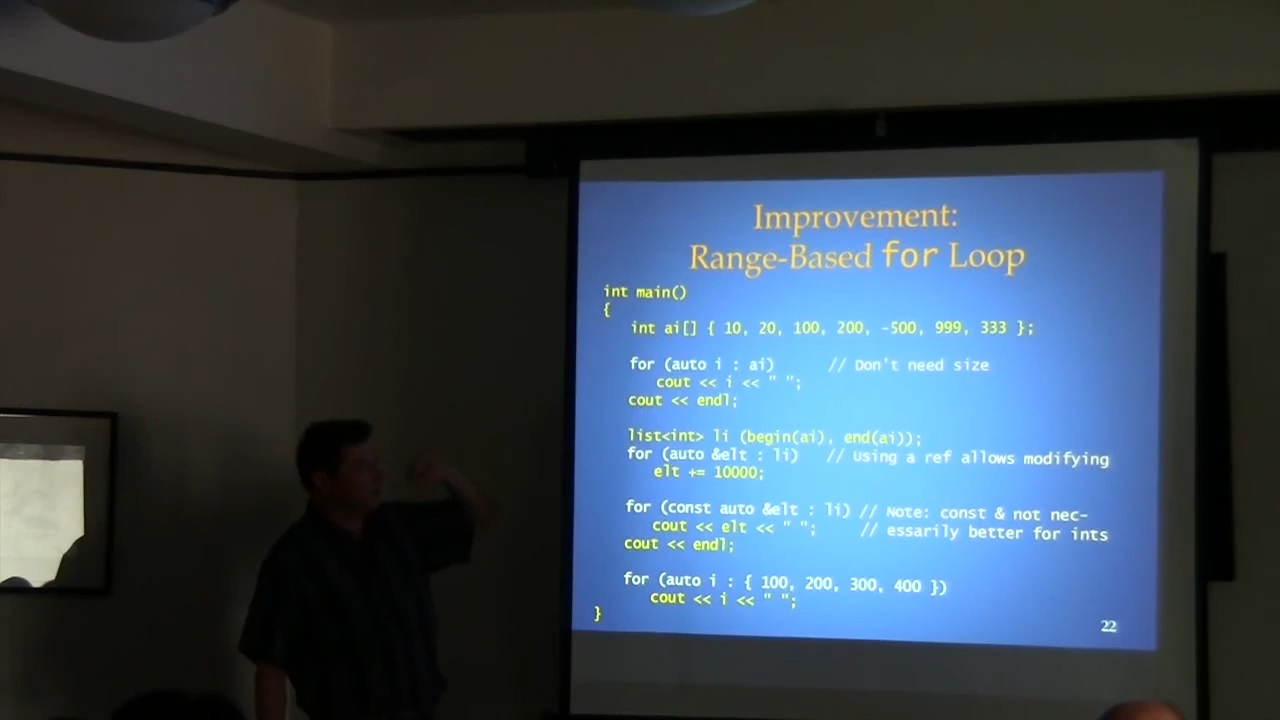 Improvement:
Range-Based for Loop
int main()
{
int ai[] { 10, 20, 100, 200, -500, 999, 333 };
for (auto i : ai) // Don't need size
cout << i << " ";
cout << endl;
list<int> li (begin(ai), end(ai));
for (auto &elt : li) // Using a ref allows modifying
elt += 10000;
for (const auto &elt : li) // Note: const & not nec-
cout << elt << " "; // essarily better for ints
cout << endl;
for (auto i : { 100, 200, 300, 400 })
cout << i << " ";
}
22